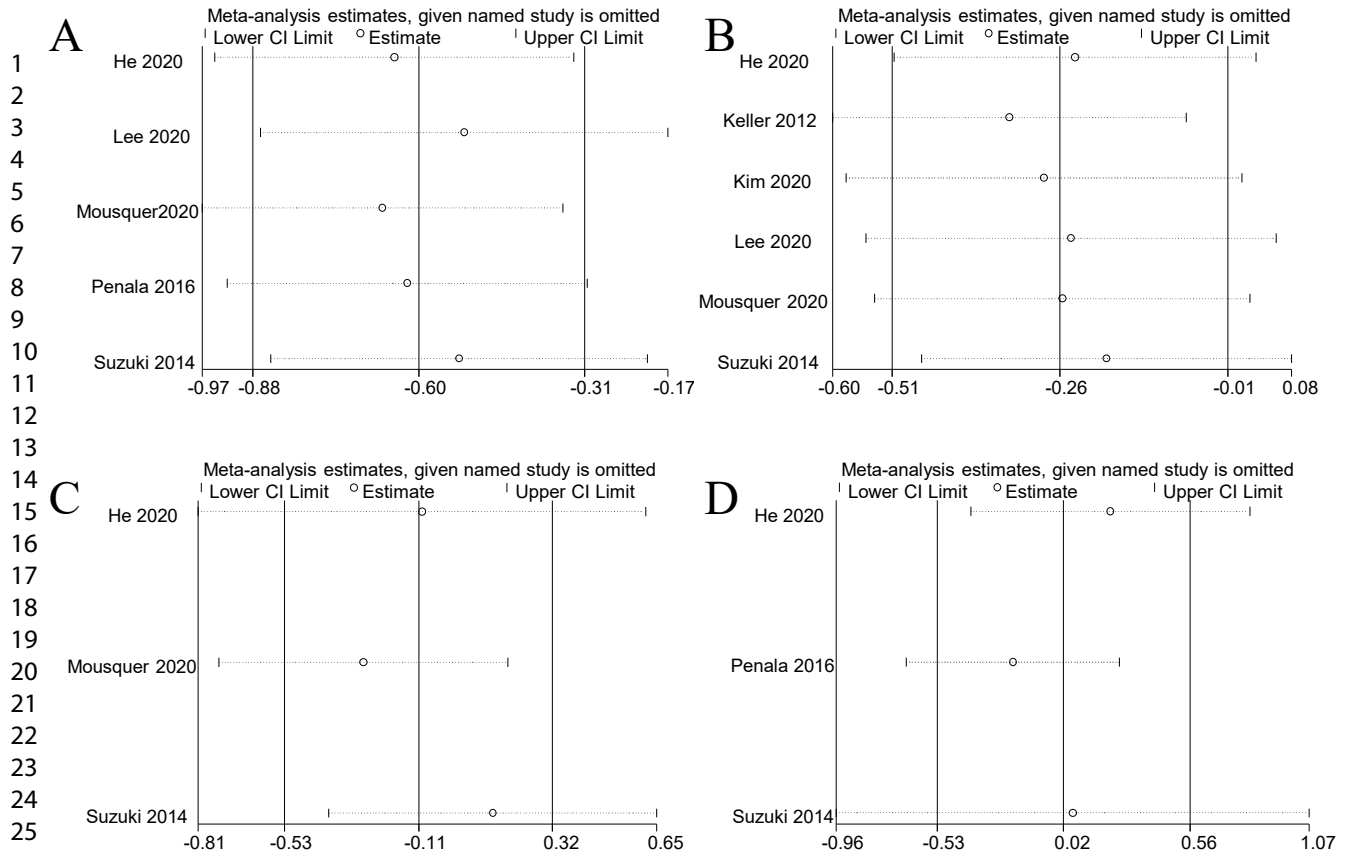 1
2
3
4
5
6
7
8
9
10
11
12
13
14
15
16
17
18
19
20
21
22
23
24
25
A
Meta-analysis estimates, given named study is omitted
Lower CI Limit Estimate Upper CI Limit
He 2020
Lee 2020
Mousquer2020
Penala 2016
Suzuki 2014
-0.97 -0.88 -0.60 -0.31 -0.17
B
Meta-analysis estimates, given named study is omitted
Lower CI Limit Estimate Upper CI Limit
He 2020
Keller 2012
Kim 2020
Lee 2020
Mousquer 2020
Suzuki 2014
-0.60 -0.51 -0.26 -0.01 0.08
C
Meta-analysis estimates, given named study is omitted
Lower CI Limit Estimate Upper CI Limit
He 2020
Mousquer 2020
Suzuki 2014
-0.81 -0.53 -0.11 0.32 0.65
D
Meta-analysis estimates, given named study is omitted
Lower CI Limit Estimate Upper CI Limit
He 2020
Penala 2016
Suzuki 2014
-0.96 -0.53 0.02 0.56 1.07